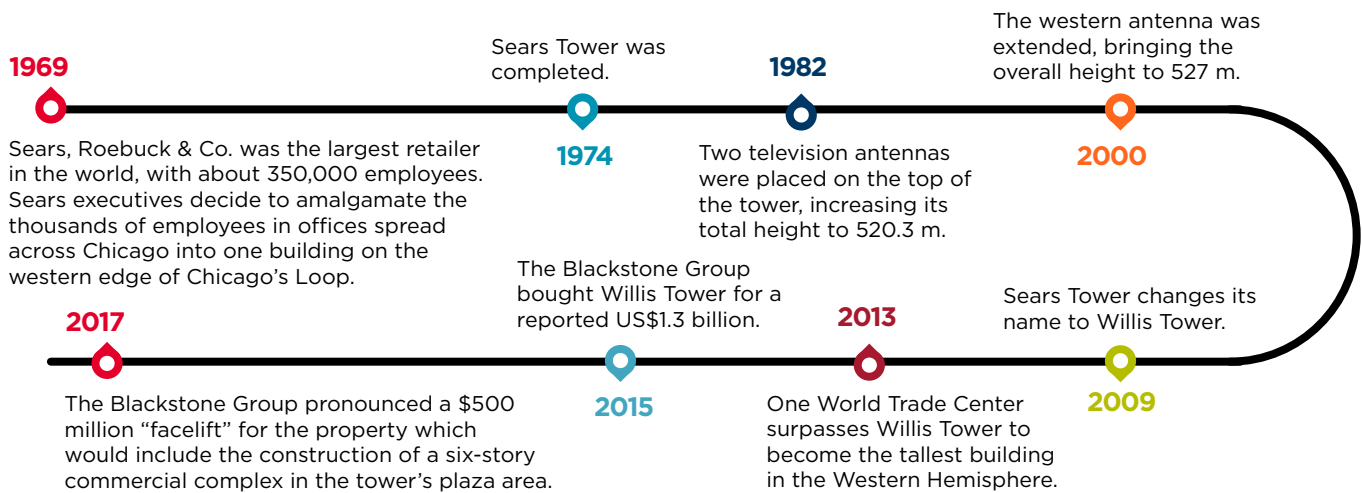 1969
Sears, Roebuck & Co. was the largest retailer
in the world, with about 350,000 employees.
Sears executives decide to amalgamate the
thousands of employees in offices spread
across Chicago into one building on the
western edge of Chicago’s Loop.
Sears Tower was
completed.
1974
1982
Two television antennas
were placed on the top of
the tower, increasing its
total height to 520.3 m.
The western antenna was
extended, bringing the
overall height to 527 m.
2000
Sears Tower changes its
name to Willis Tower.
2009
2013
One World Trade Center
surpasses Willis Tower to
become the tallest building
in the Western Hemisphere.
The Blackstone Group
bought Willis Tower for a
reported US$1.3 billion.
2015
2017
The Blackstone Group pronounced a $500
million “facelift” for the property which
would include the construction of a six-story
commercial complex in the tower’s plaza area.